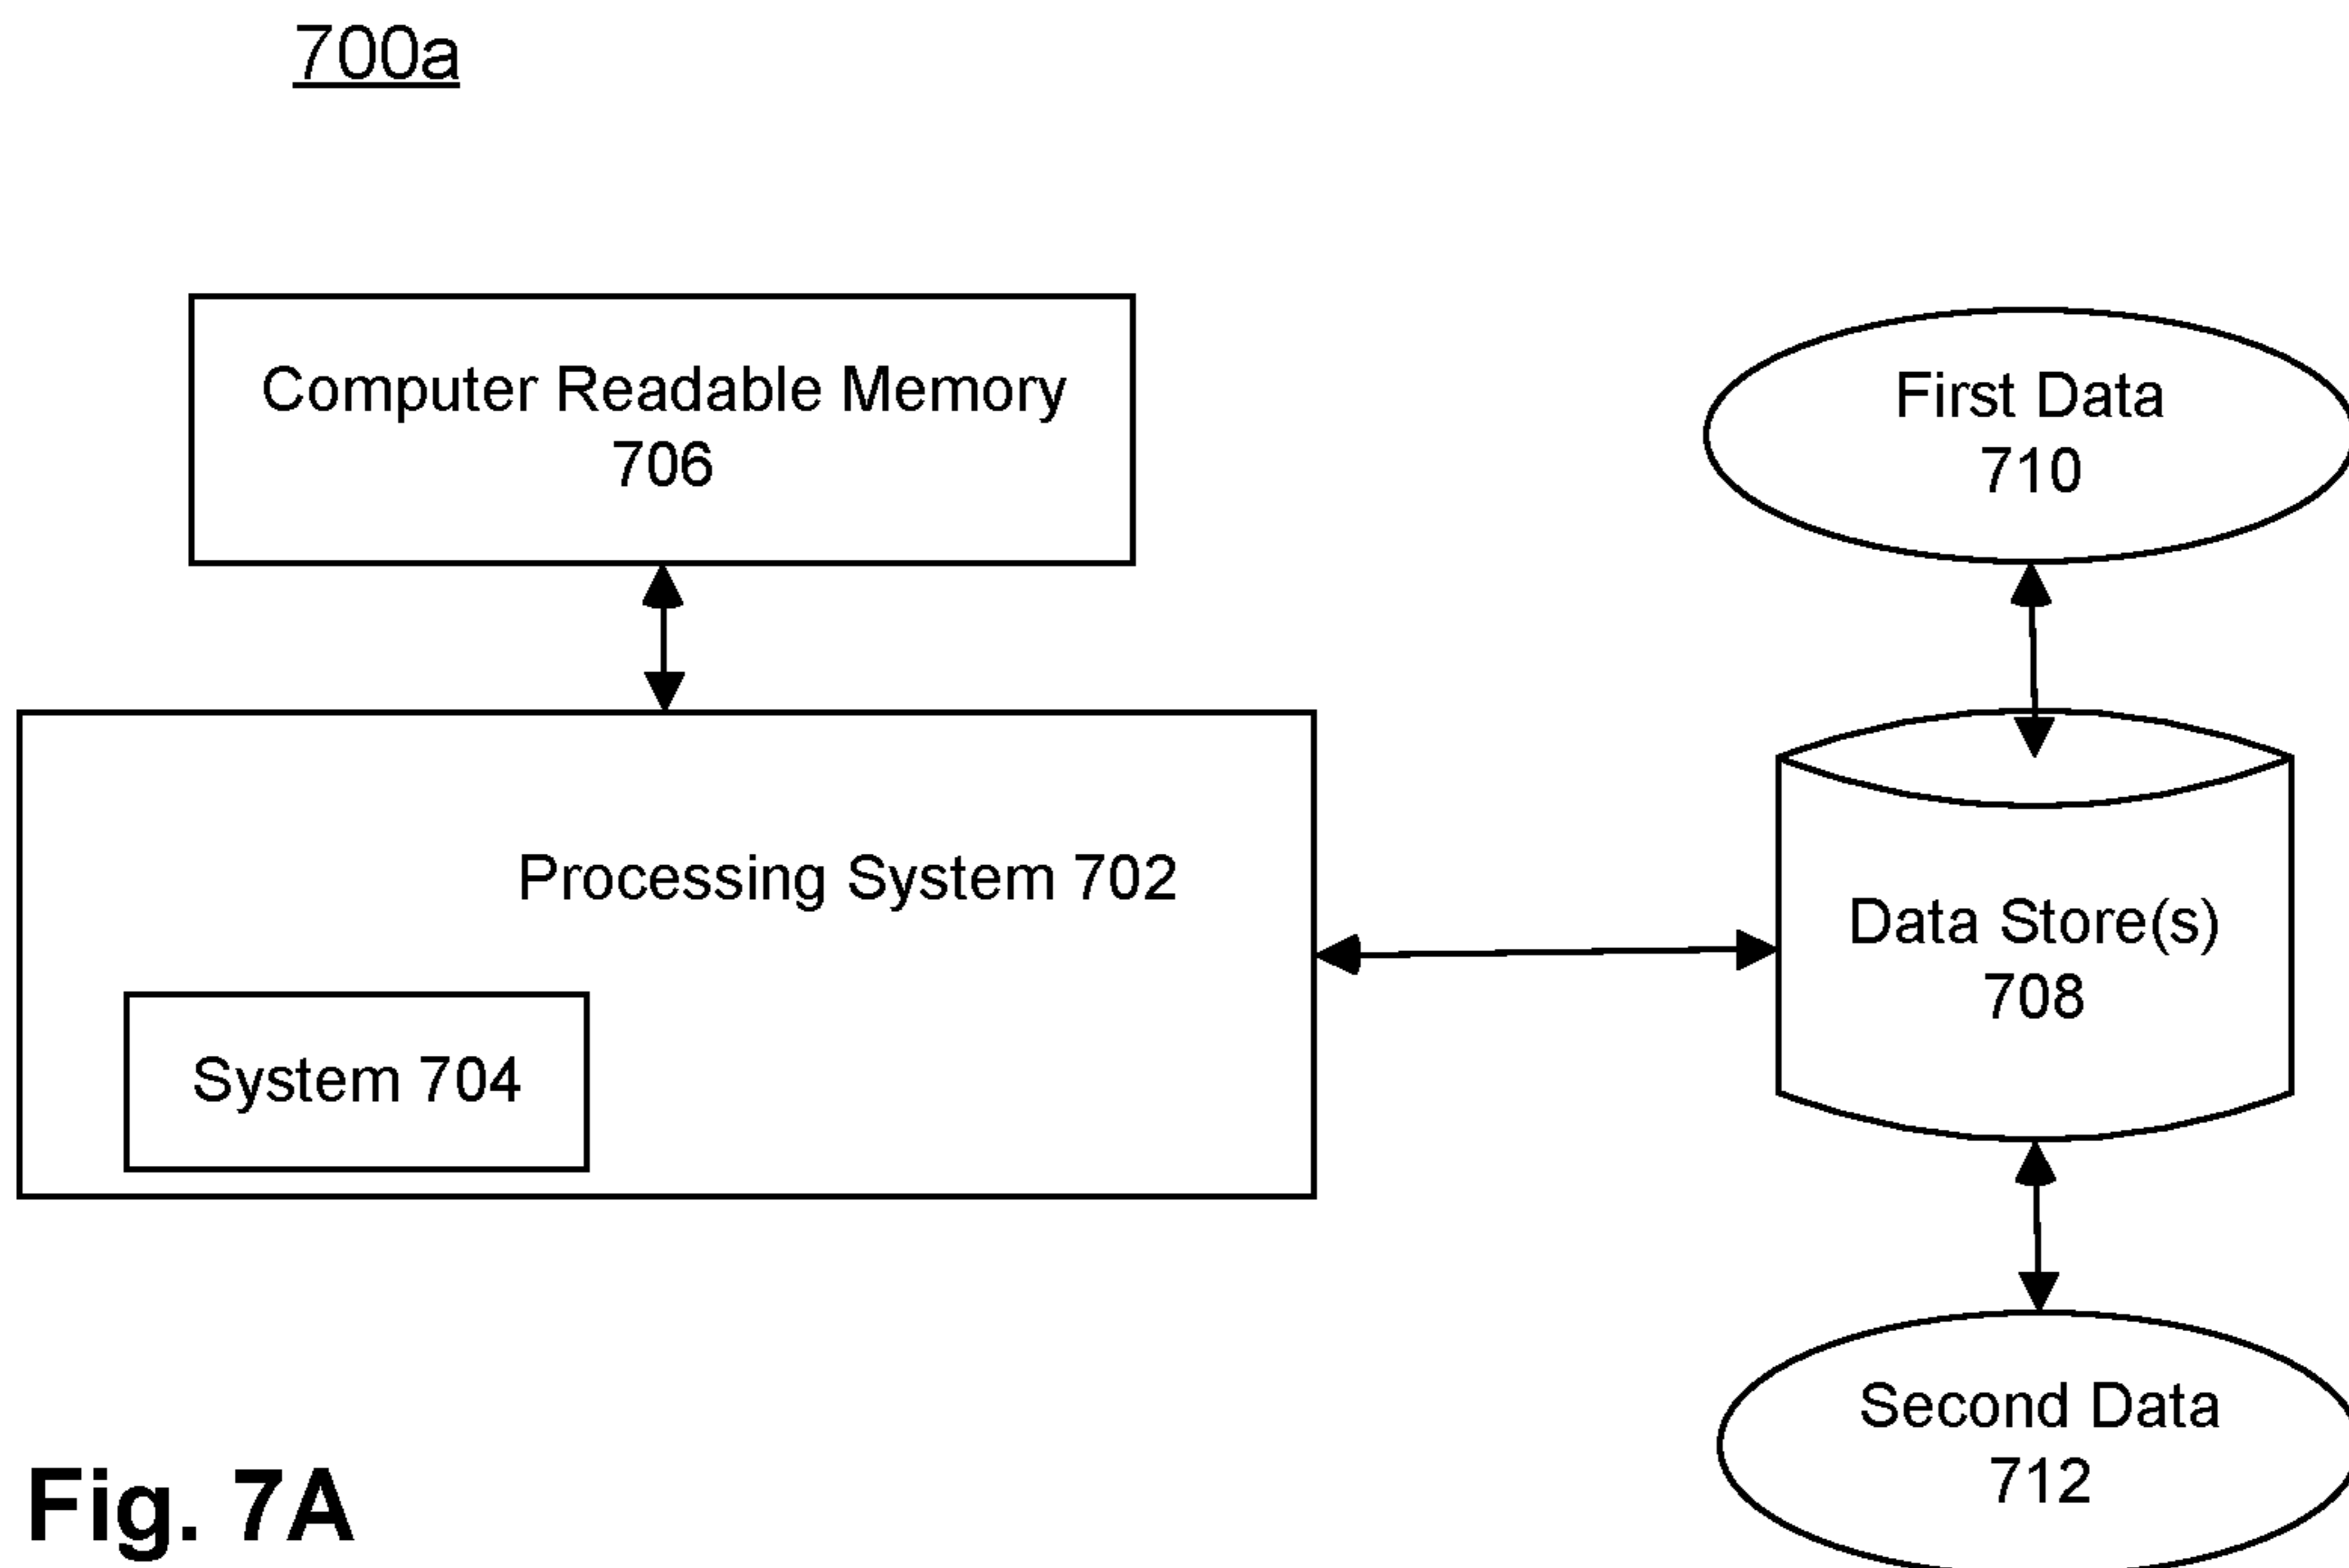 700a
Computer Readable Memory
706
First Data
710
Processing System 702
System 704
Data Store(s)
708
Second Data
712
Fig. 7A